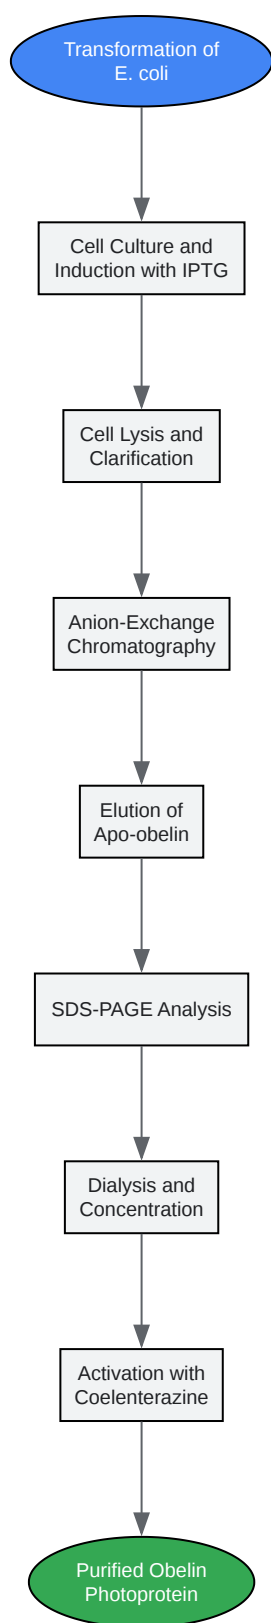 Transformation of
E. coli
Cell Culture and
Induction with IPTG
Cell Lysis and
Clarification
Anion-Exchange
Chromatography
Elution of
Apo-obelin
SDS-PAGE Analysis
Dialysis and
Concentration
Activation with
Coelenterazine
Purified Obelin
Photoprotein